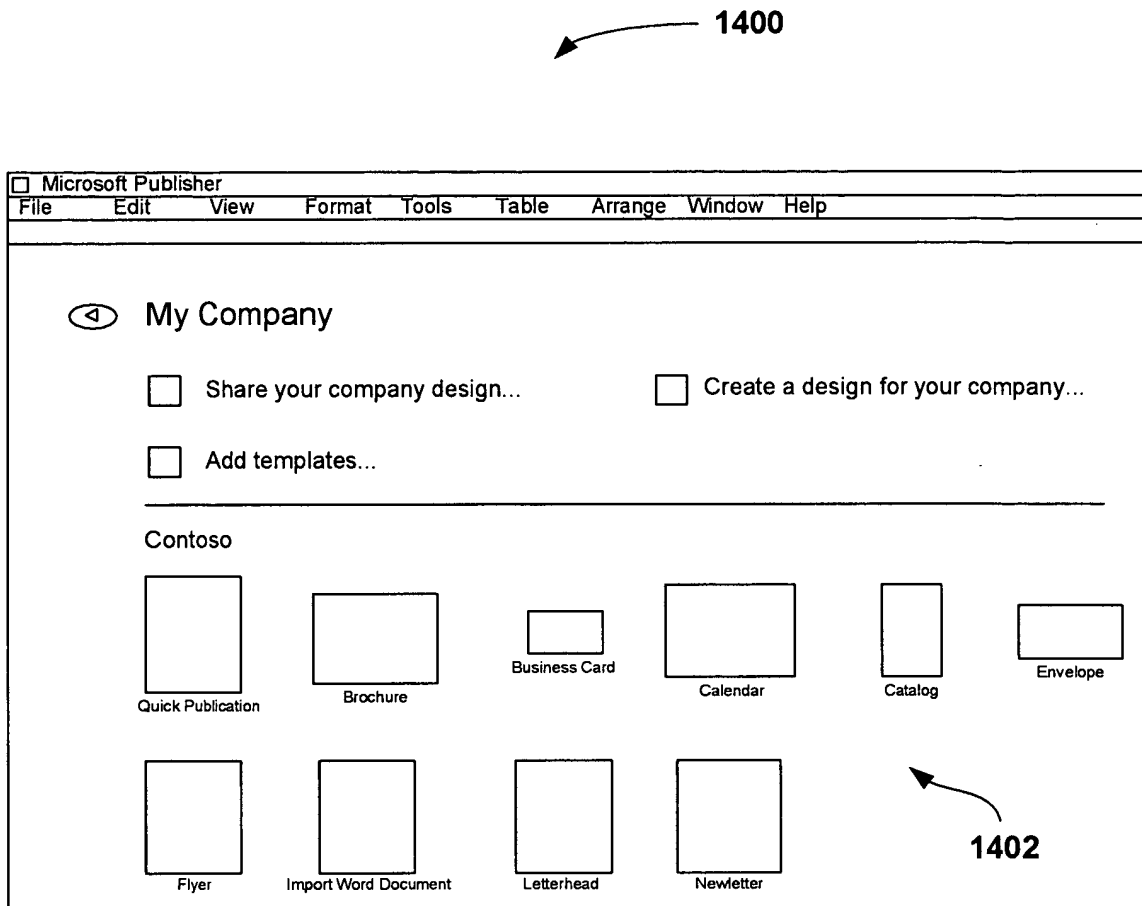 1400
Microsoft Publisher
File Edit View Format Tools Table Arrange Window Help
My Company
Share your company design...
Create a design for your company...
Add templates...
Contoso
Quick Publication
Brochure
Business Card
Calendar
Catalog
Envelope
Flyer
Import Word Document
Letterhead
Newletter
1402